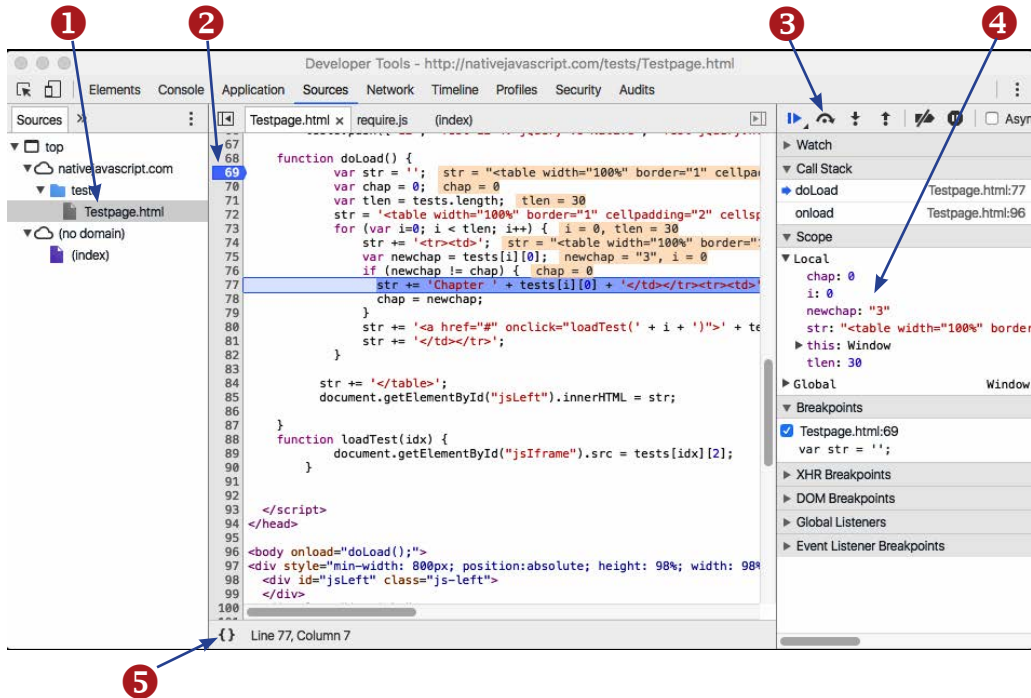 1 2 3 4
Developer Tools - http://nativejavascript.com/tests/Testpage.html
Elements Console Application Sources Network Timeline Profiles Security Audits
Sources » Testpage.html × require.js (index) Asyn
top
nativejavascript.com
test
Testpage.html
(no domain)
(index)
67
68 function doLoad() {
69 var str = ''; str = "<table width="100%" border="1" cellpad
70 var chap = 0; chap = 0
71 var tlen = tests.length; tlen = 30
72 str = '<table width="100%" border="1" cellpadding="2" cellsp
73 for (var i=0; i < tlen; i++) { i = 0, tlen = 30
74 str += '<tr><td>'; str = "<table width="100%" border="1
75 var newchap = tests[i][0]; newchap = "3", i = 0
76 if (newchap != chap) { chap = 0
77 str += 'Chapter ' + tests[i][0] + '</td></tr><tr><td>'
78 chap = newchap;
79 }
80 str += '<a href="#" onclick="loadTest(' + i + ')">' + te
81 str += '</td></tr>';
82 }
83
84 str += '</table>';
85 document.getElementById("jsLeft").innerHTML = str;
86
87 }
88 function loadTest(idx) {
89 document.getElementById("jsIframe").src = tests[idx][2];
90 }
91
92
93 </script>
94 </head>
95
96 <body onload="doLoad();">
97 <div style="min-width: 800px; position:absolute; height: 98%; width: 98%
98 <div id="jsLeft" class="js-left">
99 </div>
100
{} Line 77, Column 7
Watch
Call Stack
doLoad Testpage.html:77
onload Testpage.html:96
Scope
Local
chap: 0
i: 0
newchap: "3"
str: "<table width="100%" border
this: Window
tlen: 30
Global Window
Breakpoints
Testpage.html:69
var str = '';
XHR Breakpoints
DOM Breakpoints
Global Listeners
Event Listener Breakpoints
5